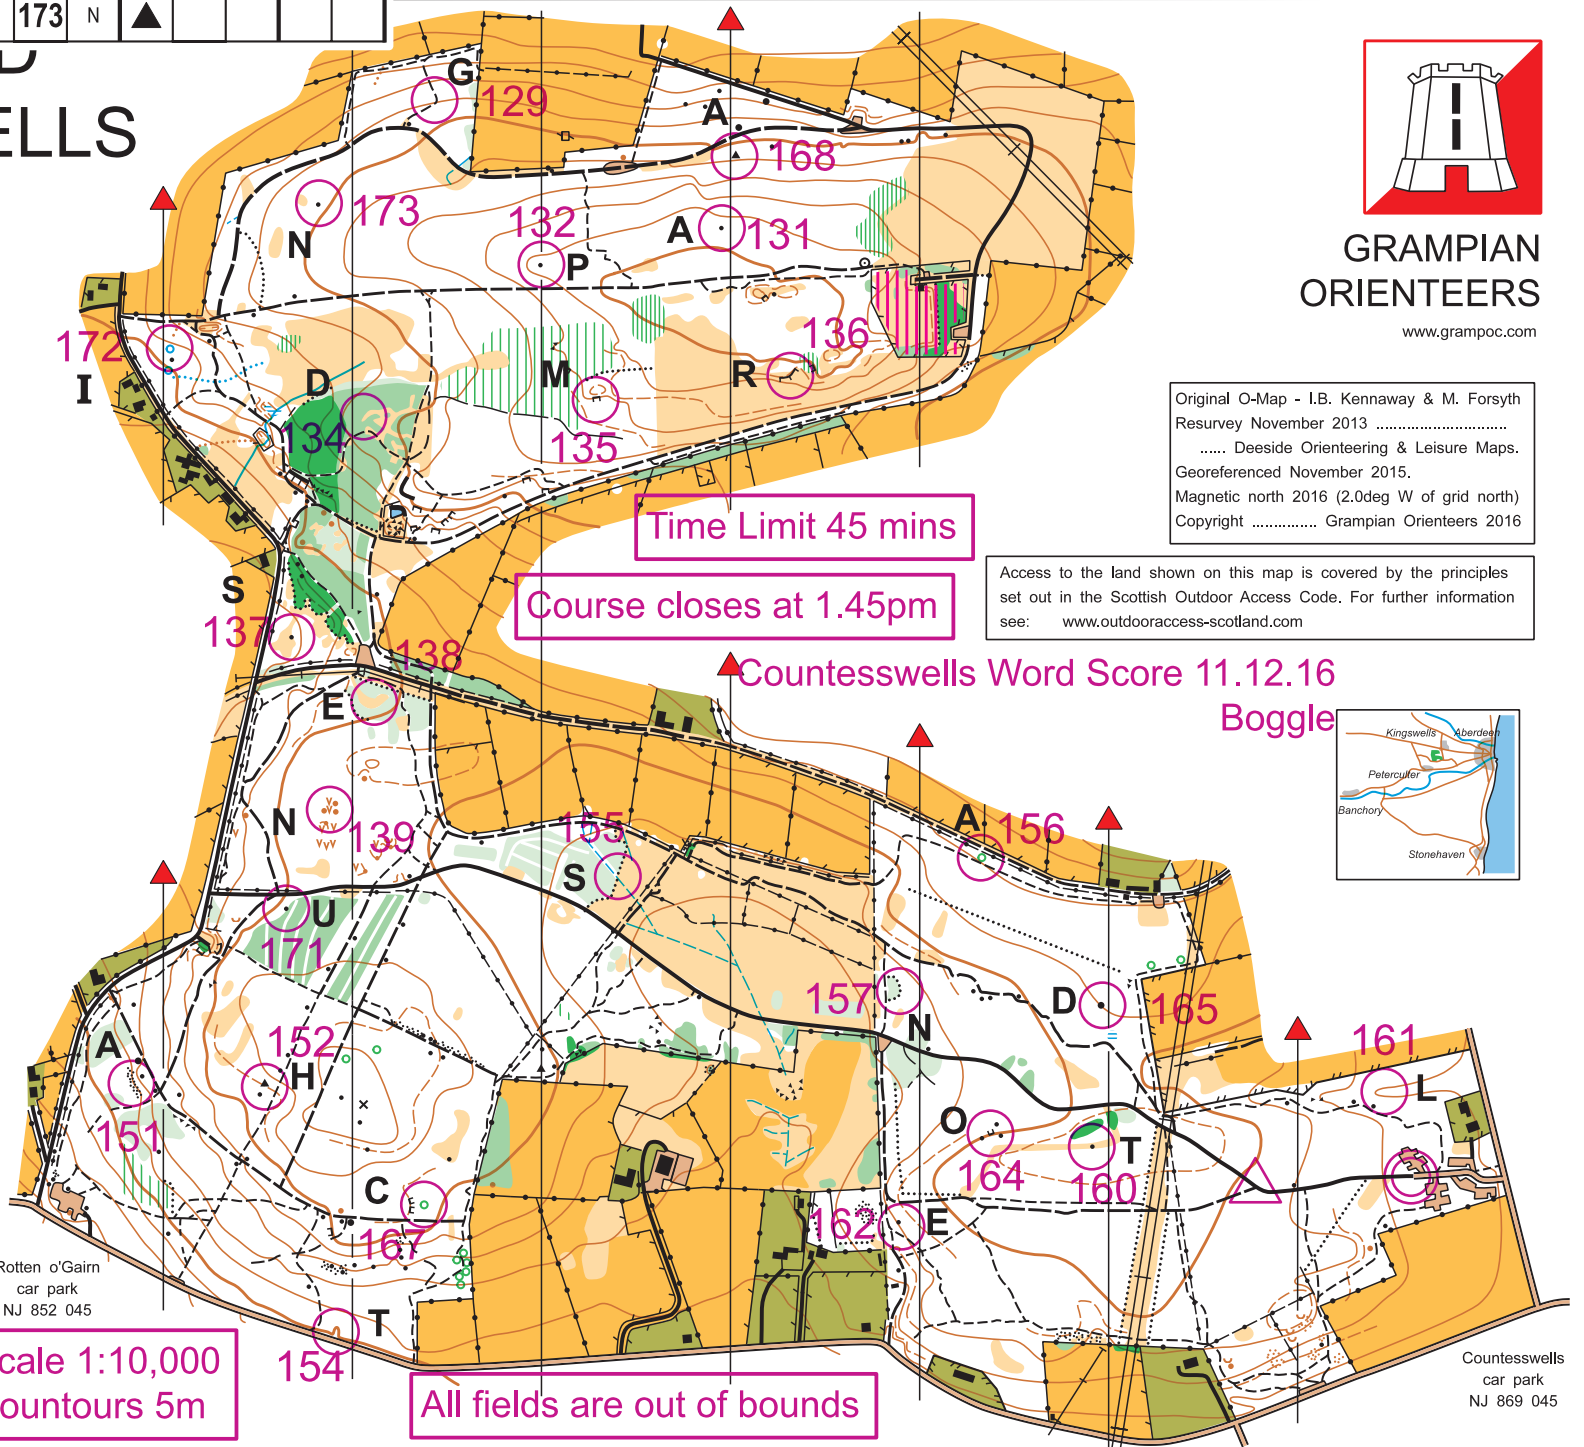 173 N
ELLS
G
129
A
168
173
N
132
P
A
131
172
I
136
D
M
R
134
135
GRAMPIAN
ORIENTEERS
www.grampoc.com
Original O-Map - I.B. Kennaway & M. Forsyth
Resurvey November 2013 ..............................
...... Deeside Orienteering & Leisure Maps.
Georeferenced November 2015.
Magnetic north 2016 (2.0deg W of grid north)
Copyright ............... Grampian Orienteers 2016
Time Limit 45 mins
Access to the land shown on this map is covered by the principles
set out in the Scottish Outdoor Access Code. For further information
see: www.outdooraccess-scotland.com
Course closes at 1.45pm
S
137
138
E
Countesswells Word Score 11.12.16
Boggle
Kingswells
Aberdeen
Peterculter
Banchory
Stonehaven
N
139
155
S
A
156
U
171
157
N
D
165
A
152
H
151
161
L
O
164
T
160
C
167
162
E
T
154
Rotten o'Gairn
car park
NJ 852 045
cale 1:10,000
ountours 5m
All fields are out of bounds
Countesswells
car park
NJ 869 045